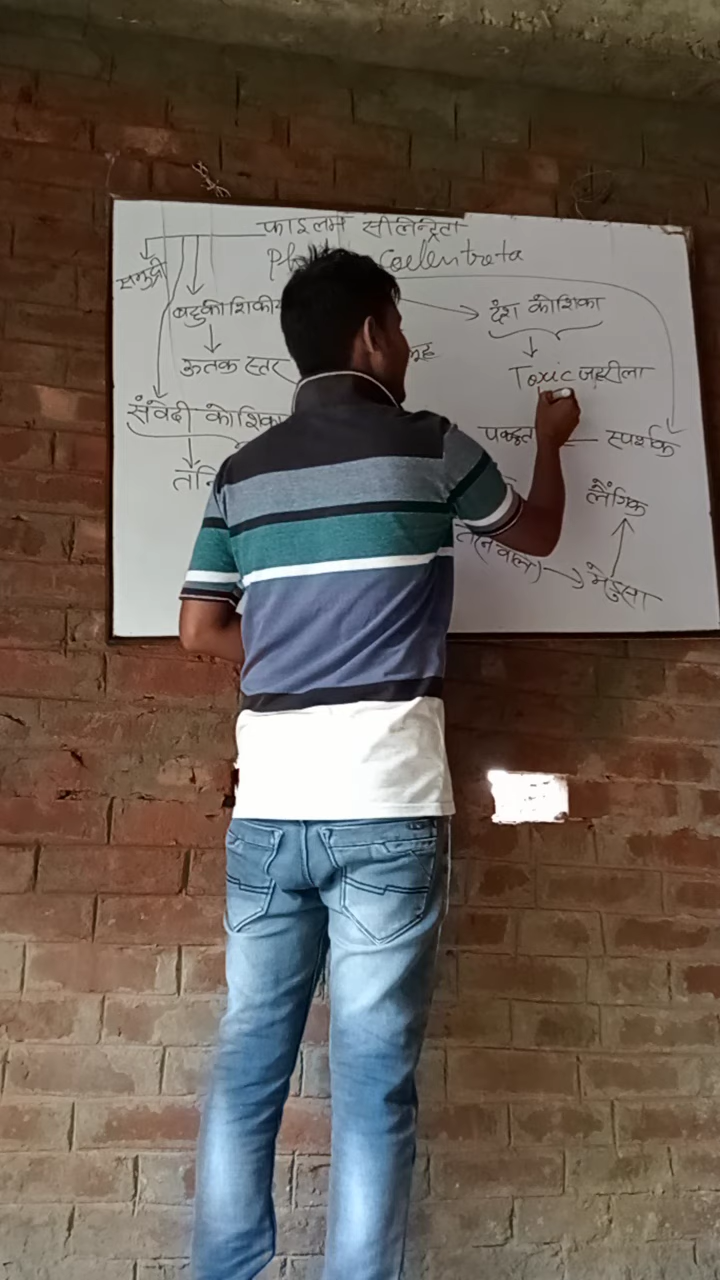 फाइलम सीलेन्ट्रेटा
Coelentrata
समुद्री
बहुकोशिकीय
दंश कोशिका
ऊतक स्तर
Toxic जहरीला
संवेदी कोशिका
स्पर्शक
लैंगिक
मेडुसा